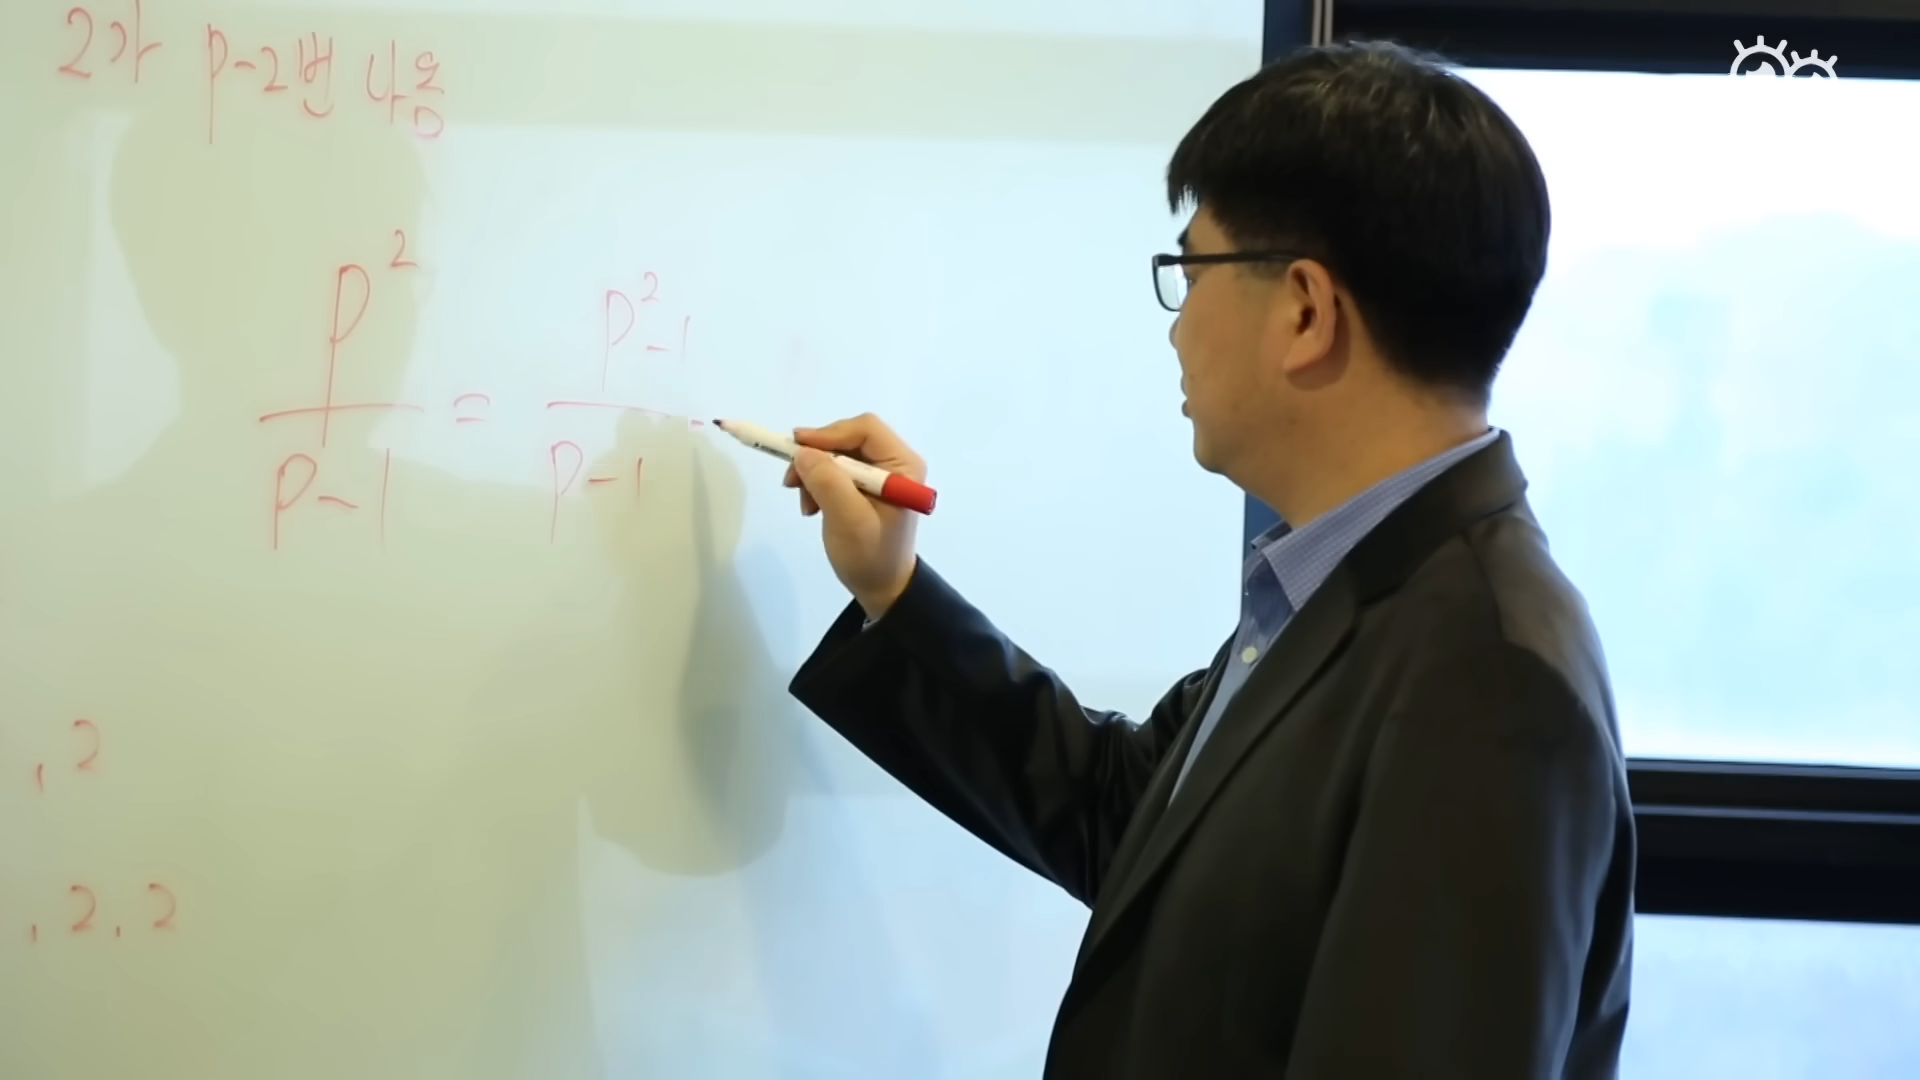 2가 p-2번 나옴
p²/p-1 = p²-1/p-1 -
, 2
, 2, 2